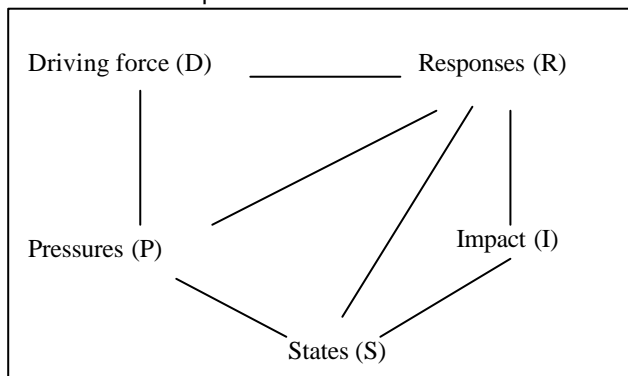 Driving force (D)
Responses (R)
Pressures (P)
Impact (I)
States (S)